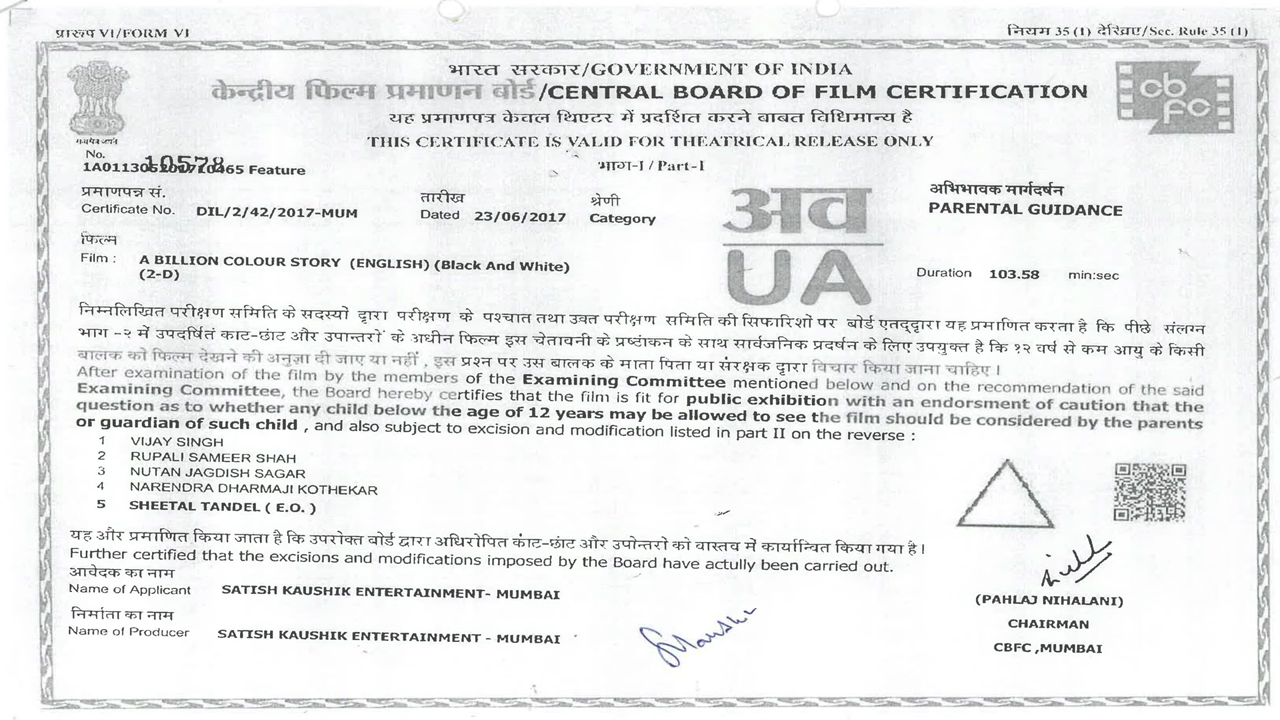 प्रारूप VI/FORM VI
नियम 35 (1) देखिए/Sec. Rule 35 (1)
भारत सरकार/GOVERNMENT OF INDIA
केन्द्रीय फिल्म प्रमाणन बोर्ड/CENTRAL BOARD OF FILM CERTIFICATION
cb
fc
यह प्रमाणपत्र केवल थिएटर में प्रदर्शित करने बाबत विधिमान्य है
THIS CERTIFICATE IS VALID FOR THEATRICAL RELEASE ONLY
सत्यमेव जयते
भाग-I / Part-I
No.
10578
Feature
प्रमाणपत्र सं.
Certificate No. DIL/2/42/2017-MUM
तारीख
Dated 23/06/2017
श्रेणी
Category
अव
UA
अभिभावक मार्गदर्षन
PARENTAL GUIDANCE
फिल्म
Film : A BILLION COLOUR STORY (ENGLISH) (Black And White)
(2-D)
Duration 103.58 min:sec
निम्नलिखित परीक्षण समिति के सदस्यों द्वारा परीक्षण के पश्चात तथा उक्त परीक्षण समिति की सिफारिशों पर बोर्ड एतद्द्वारा यह प्रमाणित करता है कि पीछे संलग्न
भाग -२ में उपदर्षित काट-छांट और उपान्तरों के अधीन फिल्म इस चेतावनी के प्रष्ठांकन के साथ सार्वजनिक प्रदर्षन के लिए उपयुक्त है कि १२ वर्ष से कम आयु के किसी
बालक को फिल्म देखने की अनुज्ञा दी जाए या नहीं , इस प्रश्न पर उस बालक के माता पिता या संरक्षक द्वारा विचार किया जाना चाहिए ।
After examination of the film by the members of the Examining Committee mentioned below and on the recommendation of the said
Examining Committee, the Board hereby certifies that the film is fit for public exhibition with an endorsment of caution that the
question as to whether any child below the age of 12 years may be allowed to see the film should be considered by the parents
or guardian of such child , and also subject to excision and modification listed in part II on the reverse :
1 VIJAY SINGH
2 RUPALI SAMEER SHAH
3 NUTAN JAGDISH SAGAR
4 NARENDRA DHARMAJI KOTHEKAR
5 SHEETAL TANDEL ( E.O. )
यह और प्रमाणित किया जाता है कि उपरोक्त बोर्ड द्वारा अधिरोपित काट-छांट और उपोन्तरों को वास्तव में कार्यान्वित किया गया है।
Further certified that the excisions and modifications imposed by the Board have actully been carried out.
आवेदक का नाम
Name of Applicant SATISH KAUSHIK ENTERTAINMENT- MUMBAI
निर्माता का नाम
Name of Producer SATISH KAUSHIK ENTERTAINMENT - MUMBAI
(PAHLAJ NIHALANI)
CHAIRMAN
CBFC ,MUMBAI